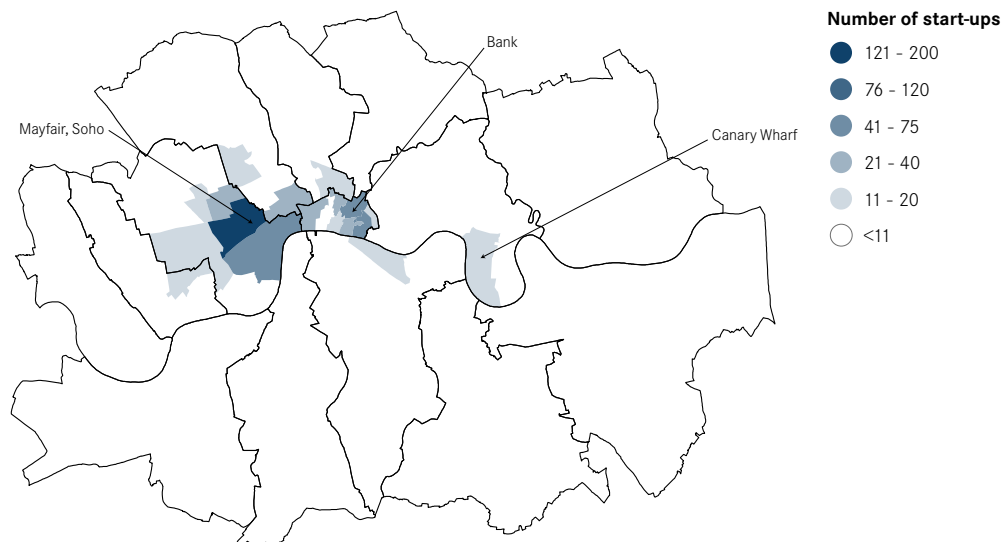 Number of start-ups
121 - 200
76 - 120
41 - 75
21 - 40
11 - 20
<11
Bank
Mayfair, Soho
Canary Wharf